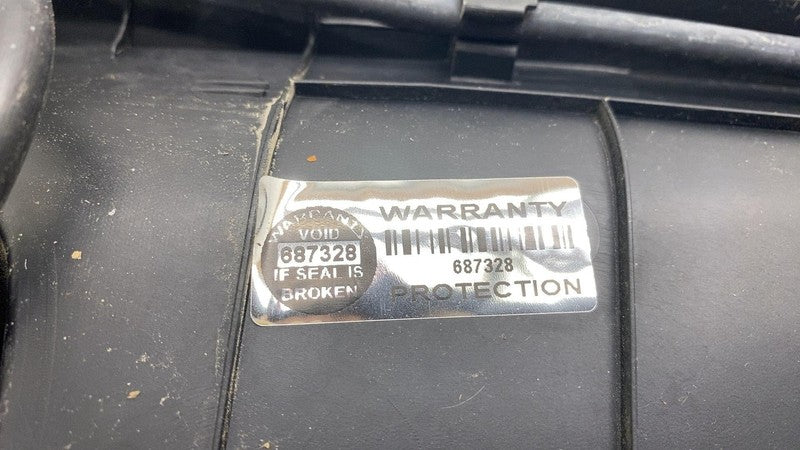 WARRANTY
VOID
687328
IF SEAL IS
BROKEN
WARRANTY
687328
PROTECTION